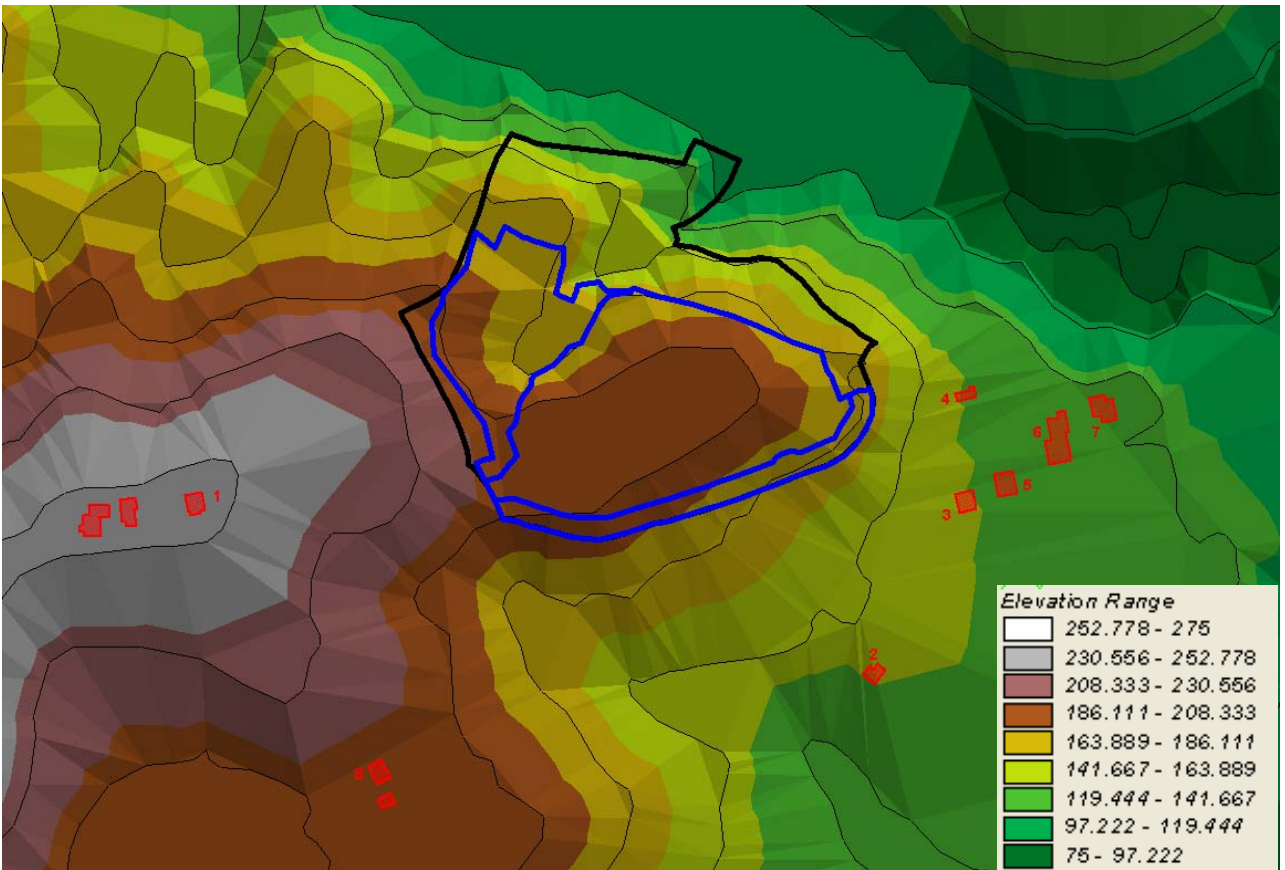 4
6
7
1
5
3
2
8
Elevation Range
252.778 - 275
230.556 - 252.778
208.333 - 230.556
186.111 - 208.333
163.889 - 186.111
141.667 - 163.889
119.444 - 141.667
97.222 - 119.444
75 - 97.222